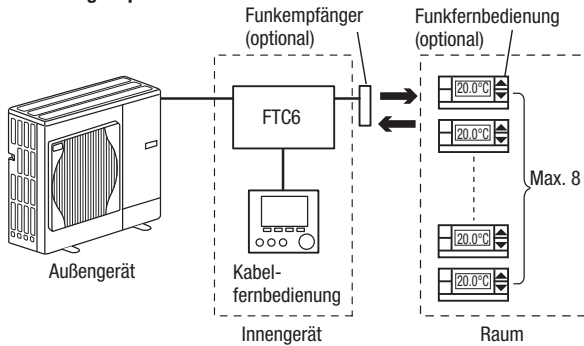 Funkempfänger
(optional)
Funkfernbedienung
(optional)
FTC6
20.0°C
20.0°C
Max. 8
20.0°C
20.0°C
Außengerät
Kabel-
fernbedienung
Innengerät
Raum